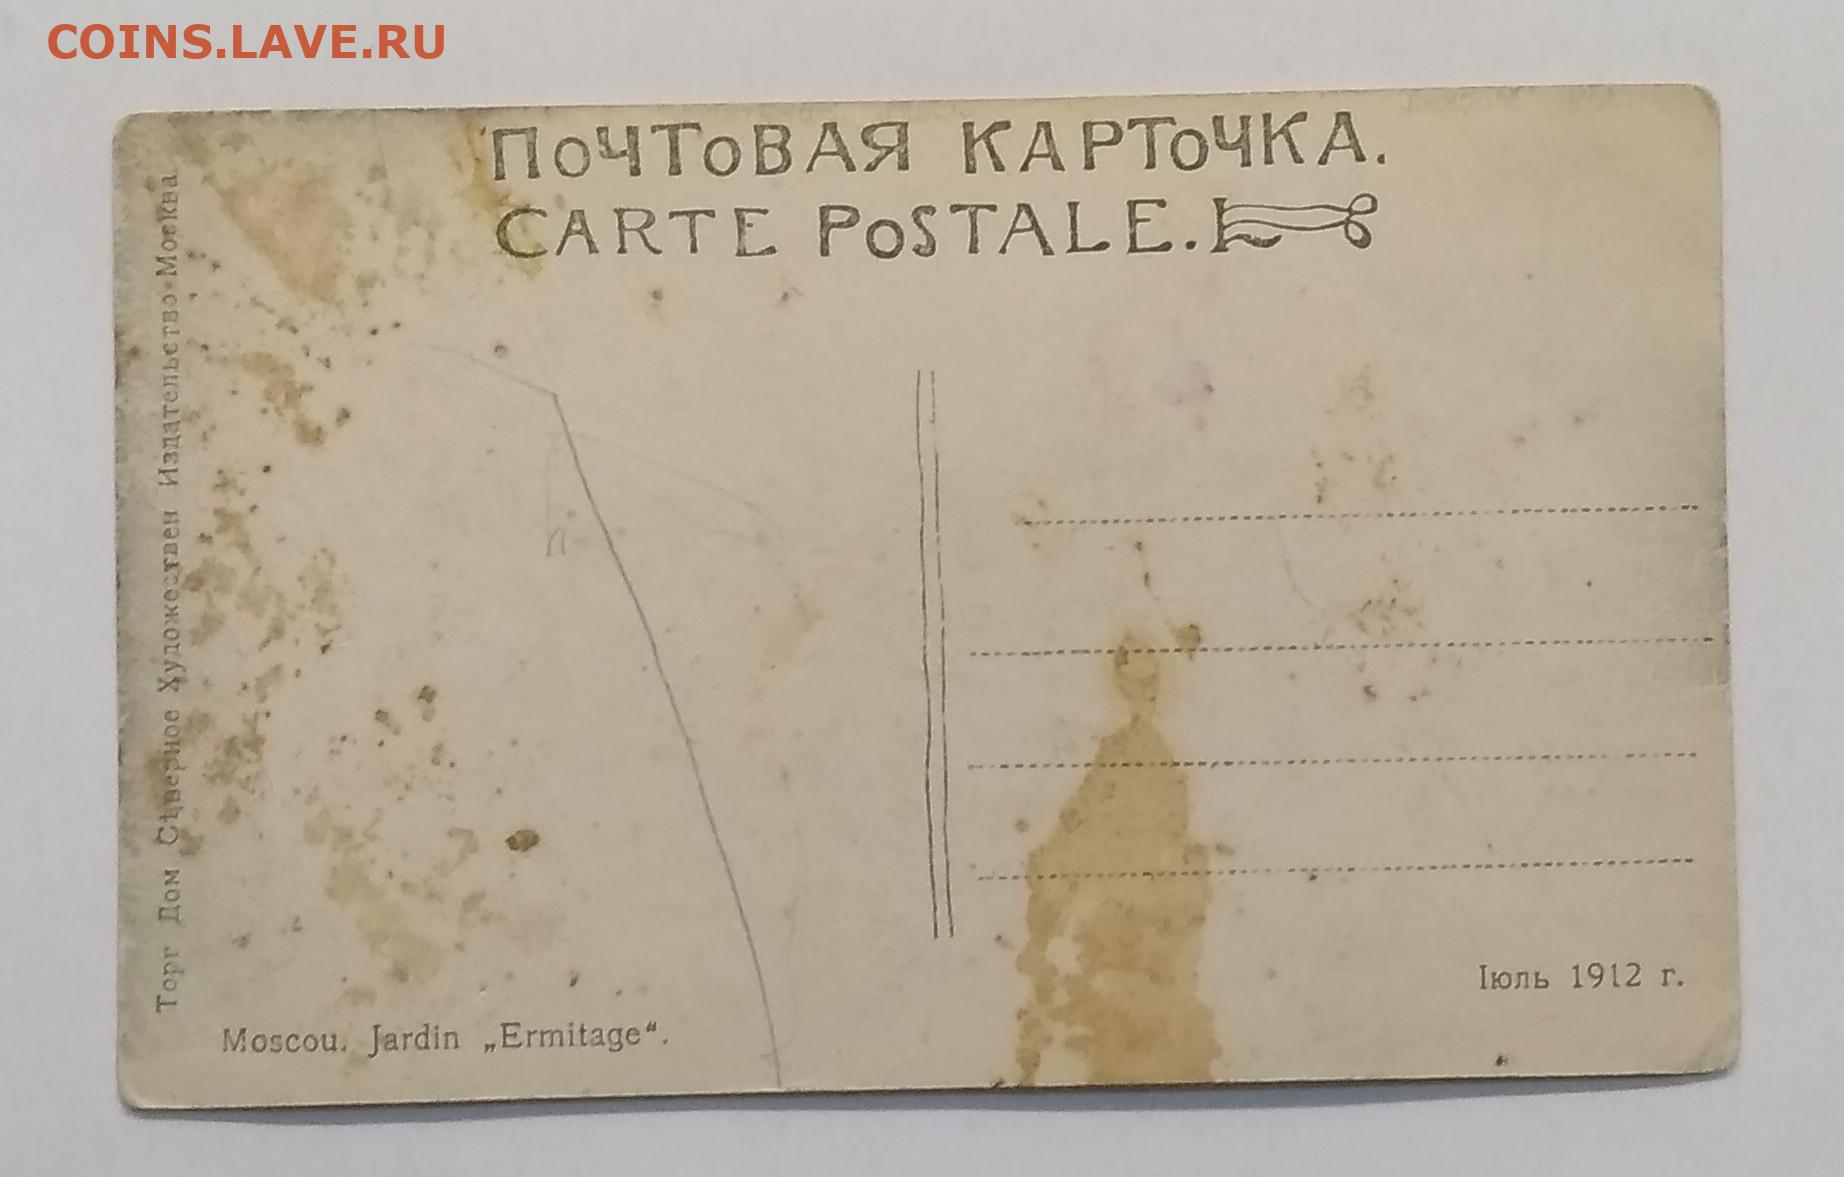 COINS.LAVE.RU
ПОЧТОВАЯ КАРТОЧКА.
CARTE POSTALE.
Торг Дом Сѣверное Художествен Издательство-Москва
Іюль 1912 г.
Moscou. Jardin „Ermitage“.